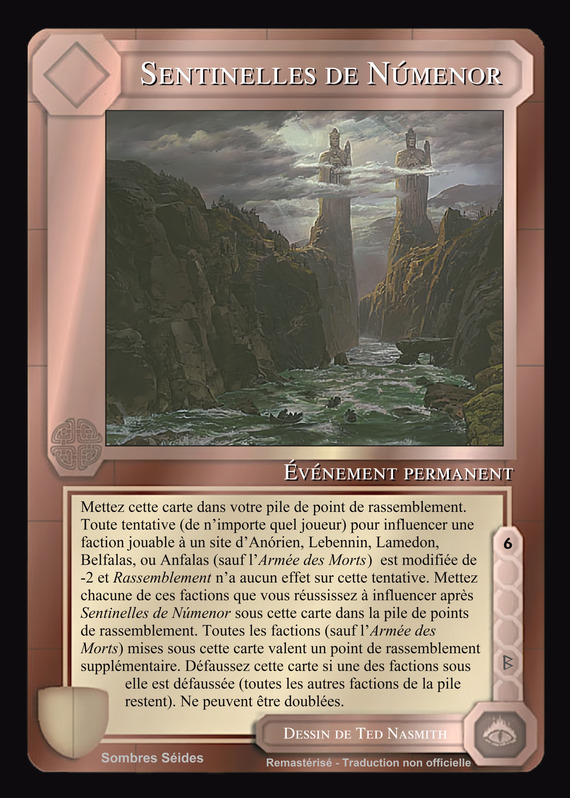 Sentinelles de Númenor
Événement permanent
Mettez cette carte dans votre pile de point de rassemblement.
Toute tentative (de n'importe quel joueur) pour influencer une
faction jouable à un site d'Anórien, Lebennin, Lamedon,
Belfalas, ou Anfalas (sauf l'Armée des Morts) est modifiée de
-2 et Rassemblement n'a aucun effet sur cette tentative. Mettez
chacune de ces factions que vous réussissez à influencer après
Sentinelles de Númenor sous cette carte dans la pile de points
de rassemblement. Toutes les factions (sauf l'Armée des
Morts) mises sous cette carte valent un point de rassemblement
supplémentaire. Défaussez cette carte si une des factions sous
elle est défaussée (toutes les autres factions de la pile
restent). Ne peuvent être doublées.
6
ᛒ
Dessin de Ted Nasmith
Sombres Séides
Remastérisé - Traduction non officielle